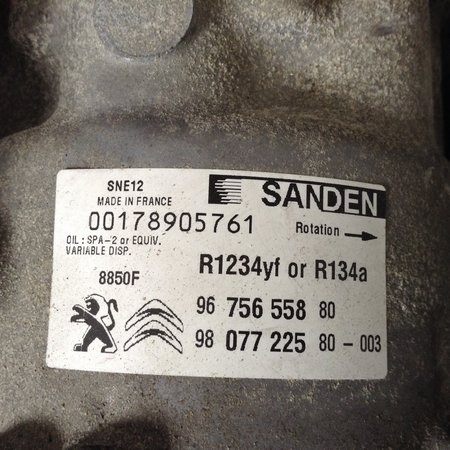 SNE12
MADE IN FRANCE
SANDEN
00178905761
Rotation
OIL : SPA-2 or EQUIV.
VARIABLE DISP.
8850F
R1234yf or R134a
96 756 558 80
98 077 225 80 - 003